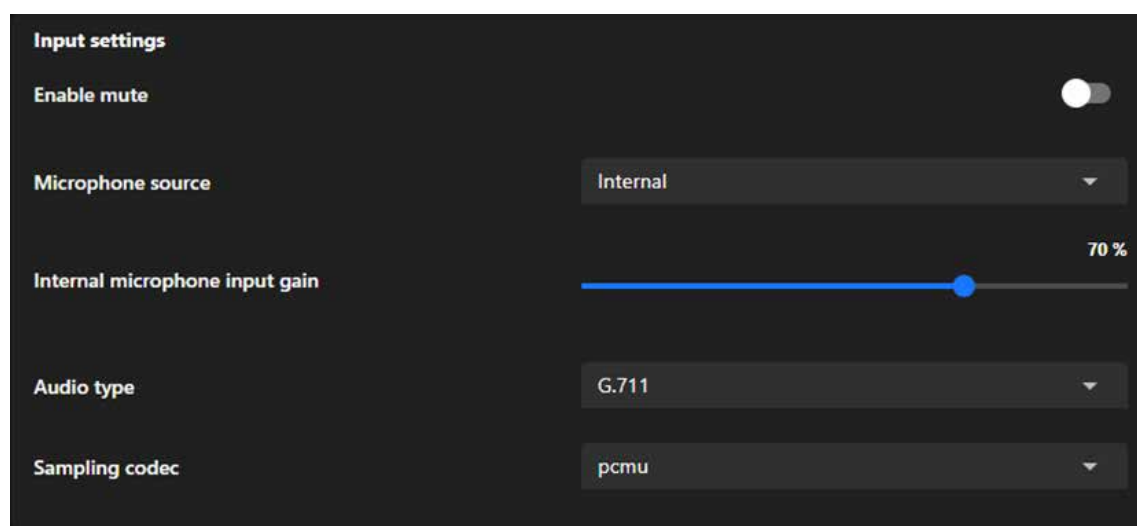 Input settings
Enable mute
Microphone source
Internal
70 %
Internal microphone input gain
Audio type
G.711
Sampling codec
pcmu